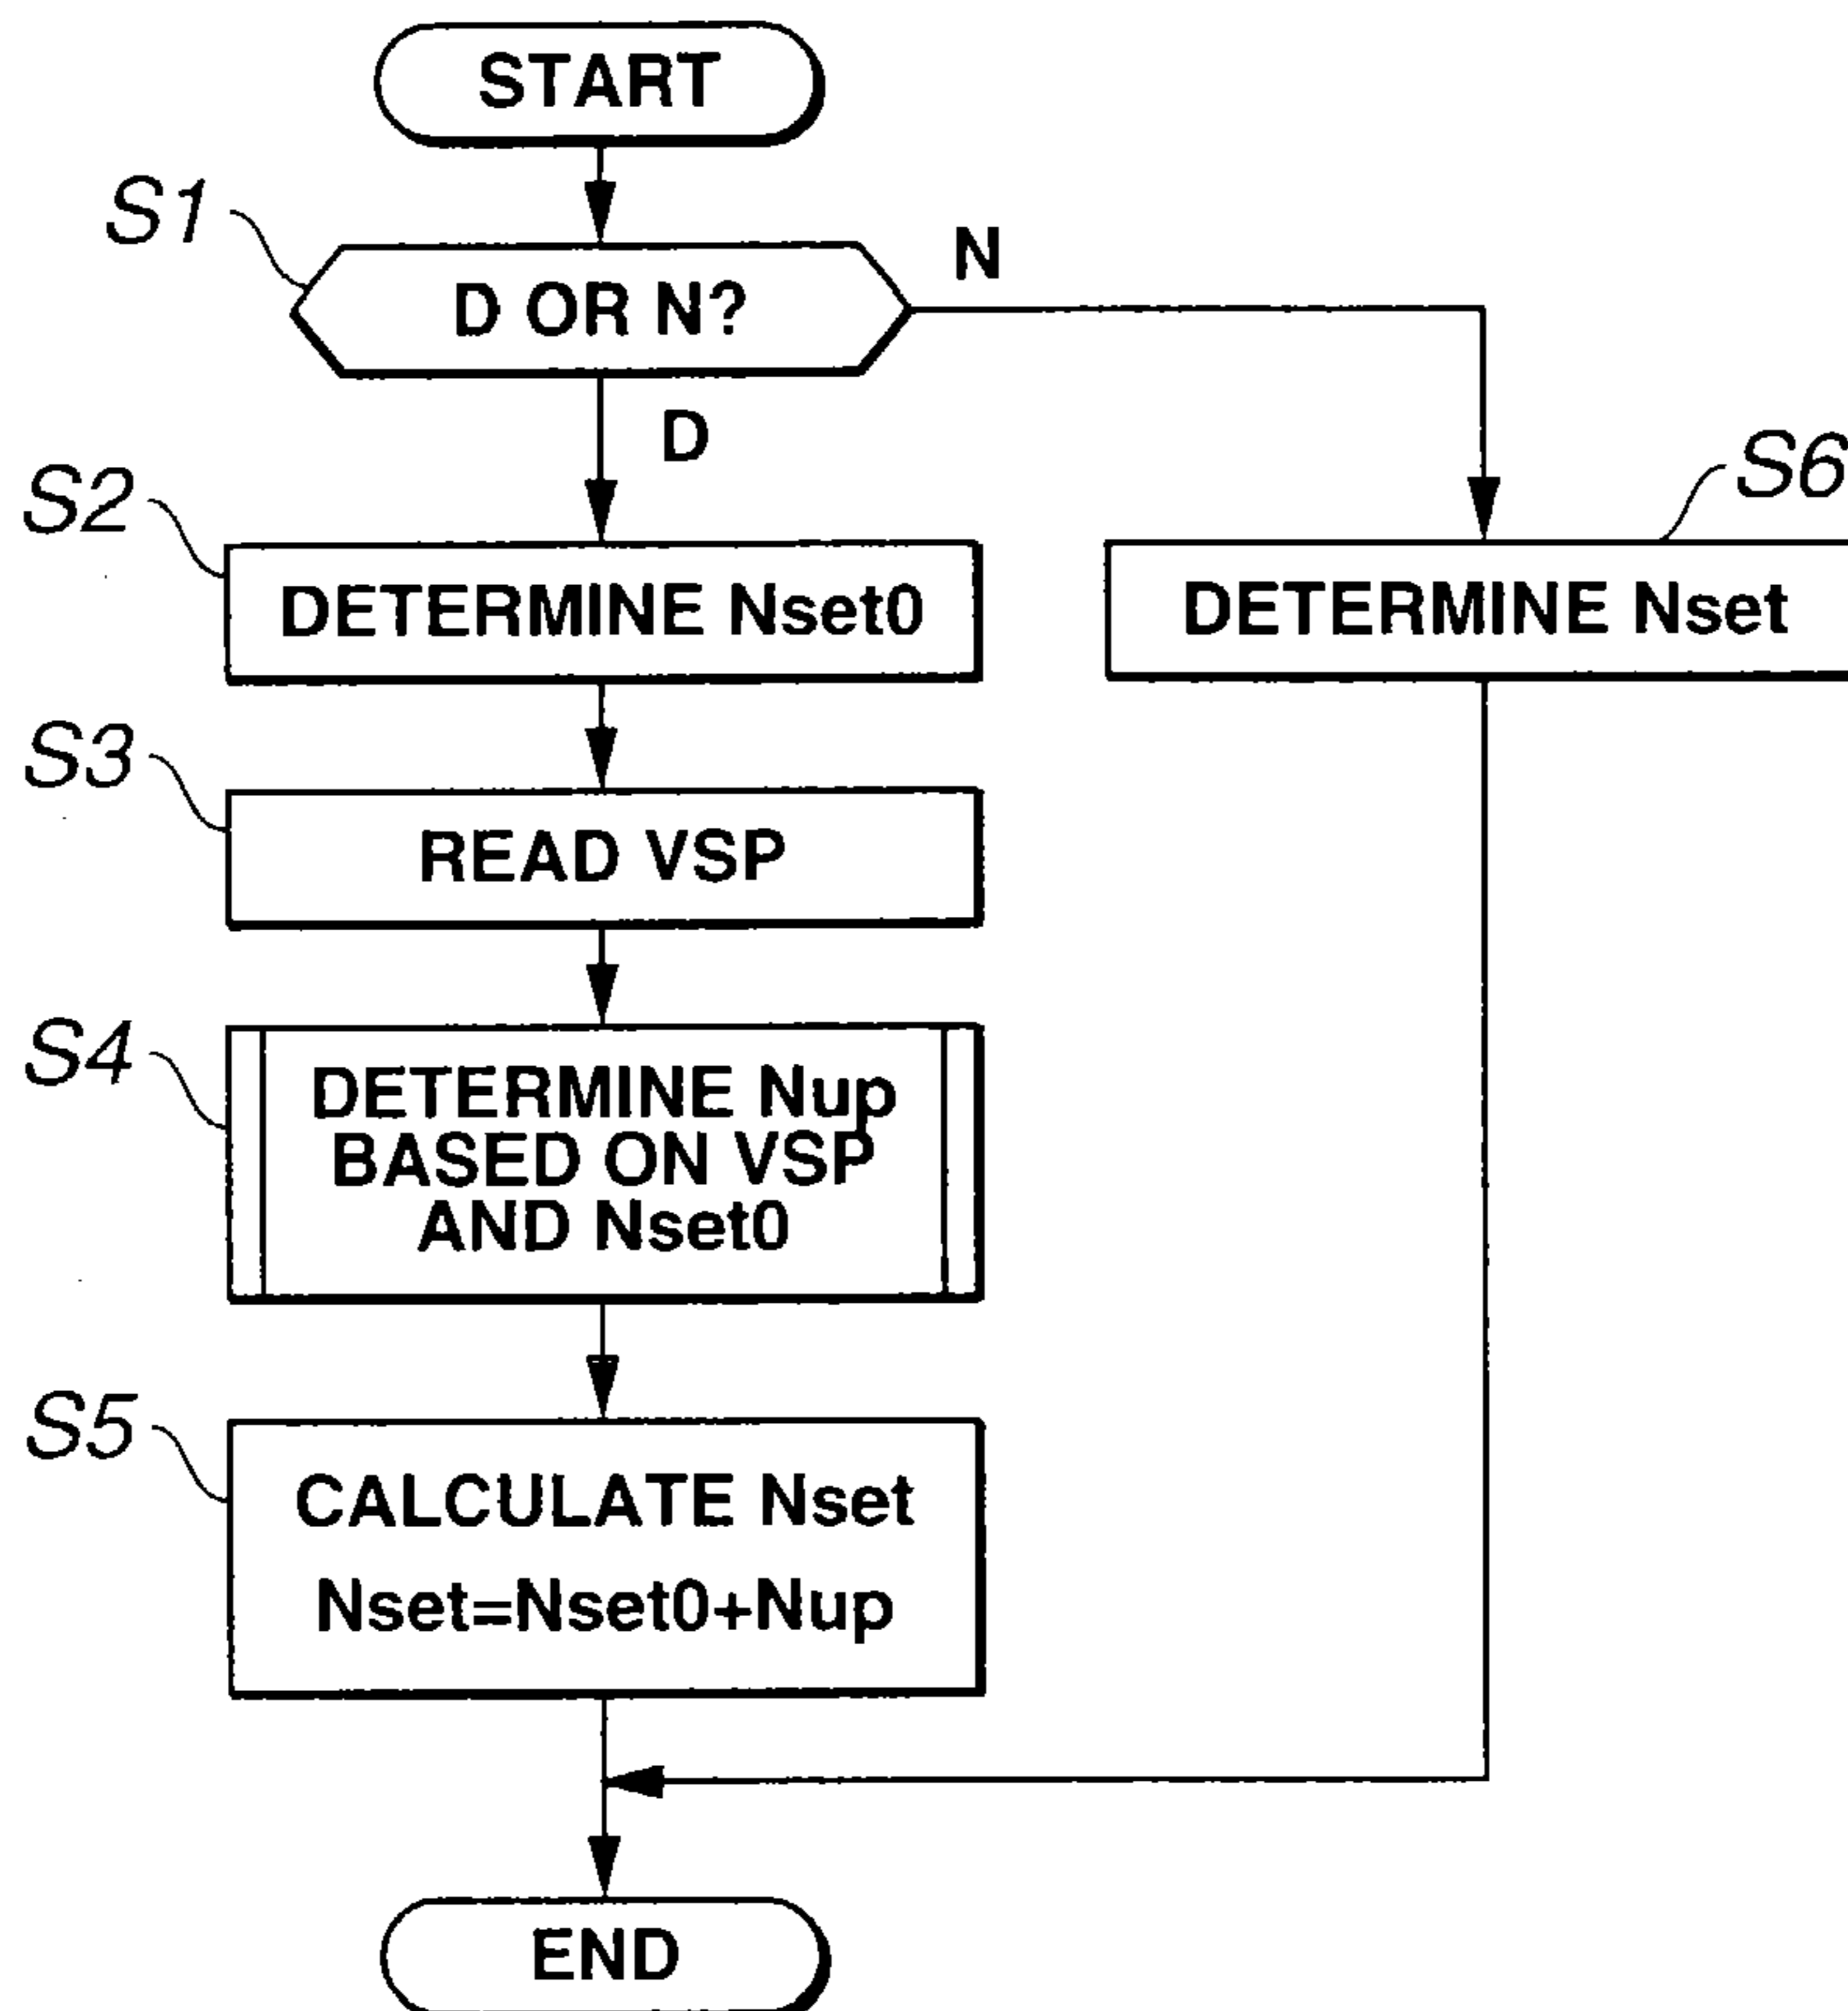 START
S1
D OR N?
N
D
S2
DETERMINE Nset0
S6
DETERMINE Nset
S3
READ VSP
S4
DETERMINE Nup
BASED ON VSP
AND Nset0
S5
CALCULATE Nset
Nset=Nset0+Nup
END